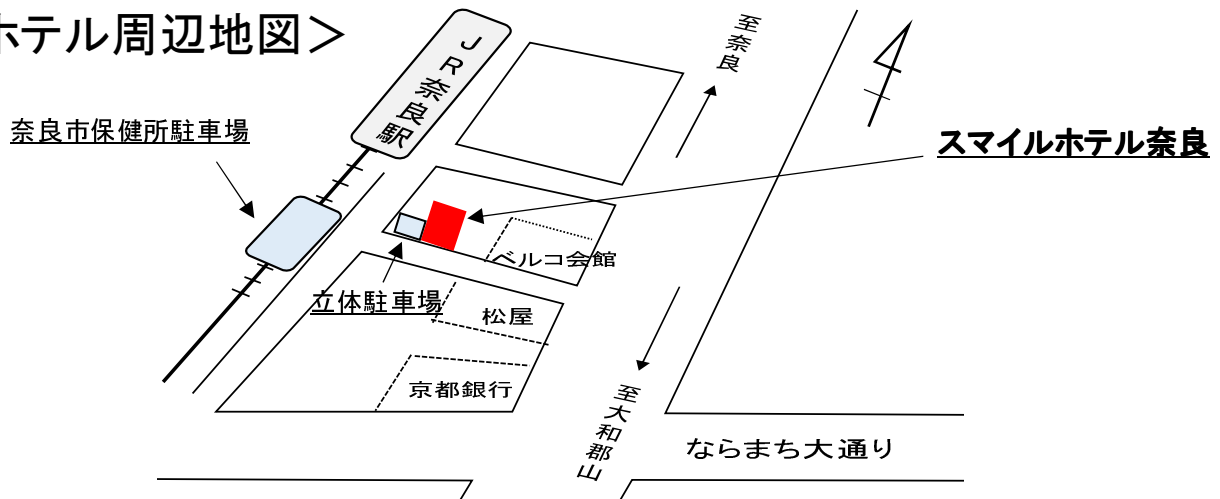 ホテル周辺地図＞
JR奈良駅
至奈良
奈良市保健所駐車場
スマイルホテル奈良
ベルコ会館
立体駐車場
松屋
京都銀行
至大和郡山
ならまち大通り